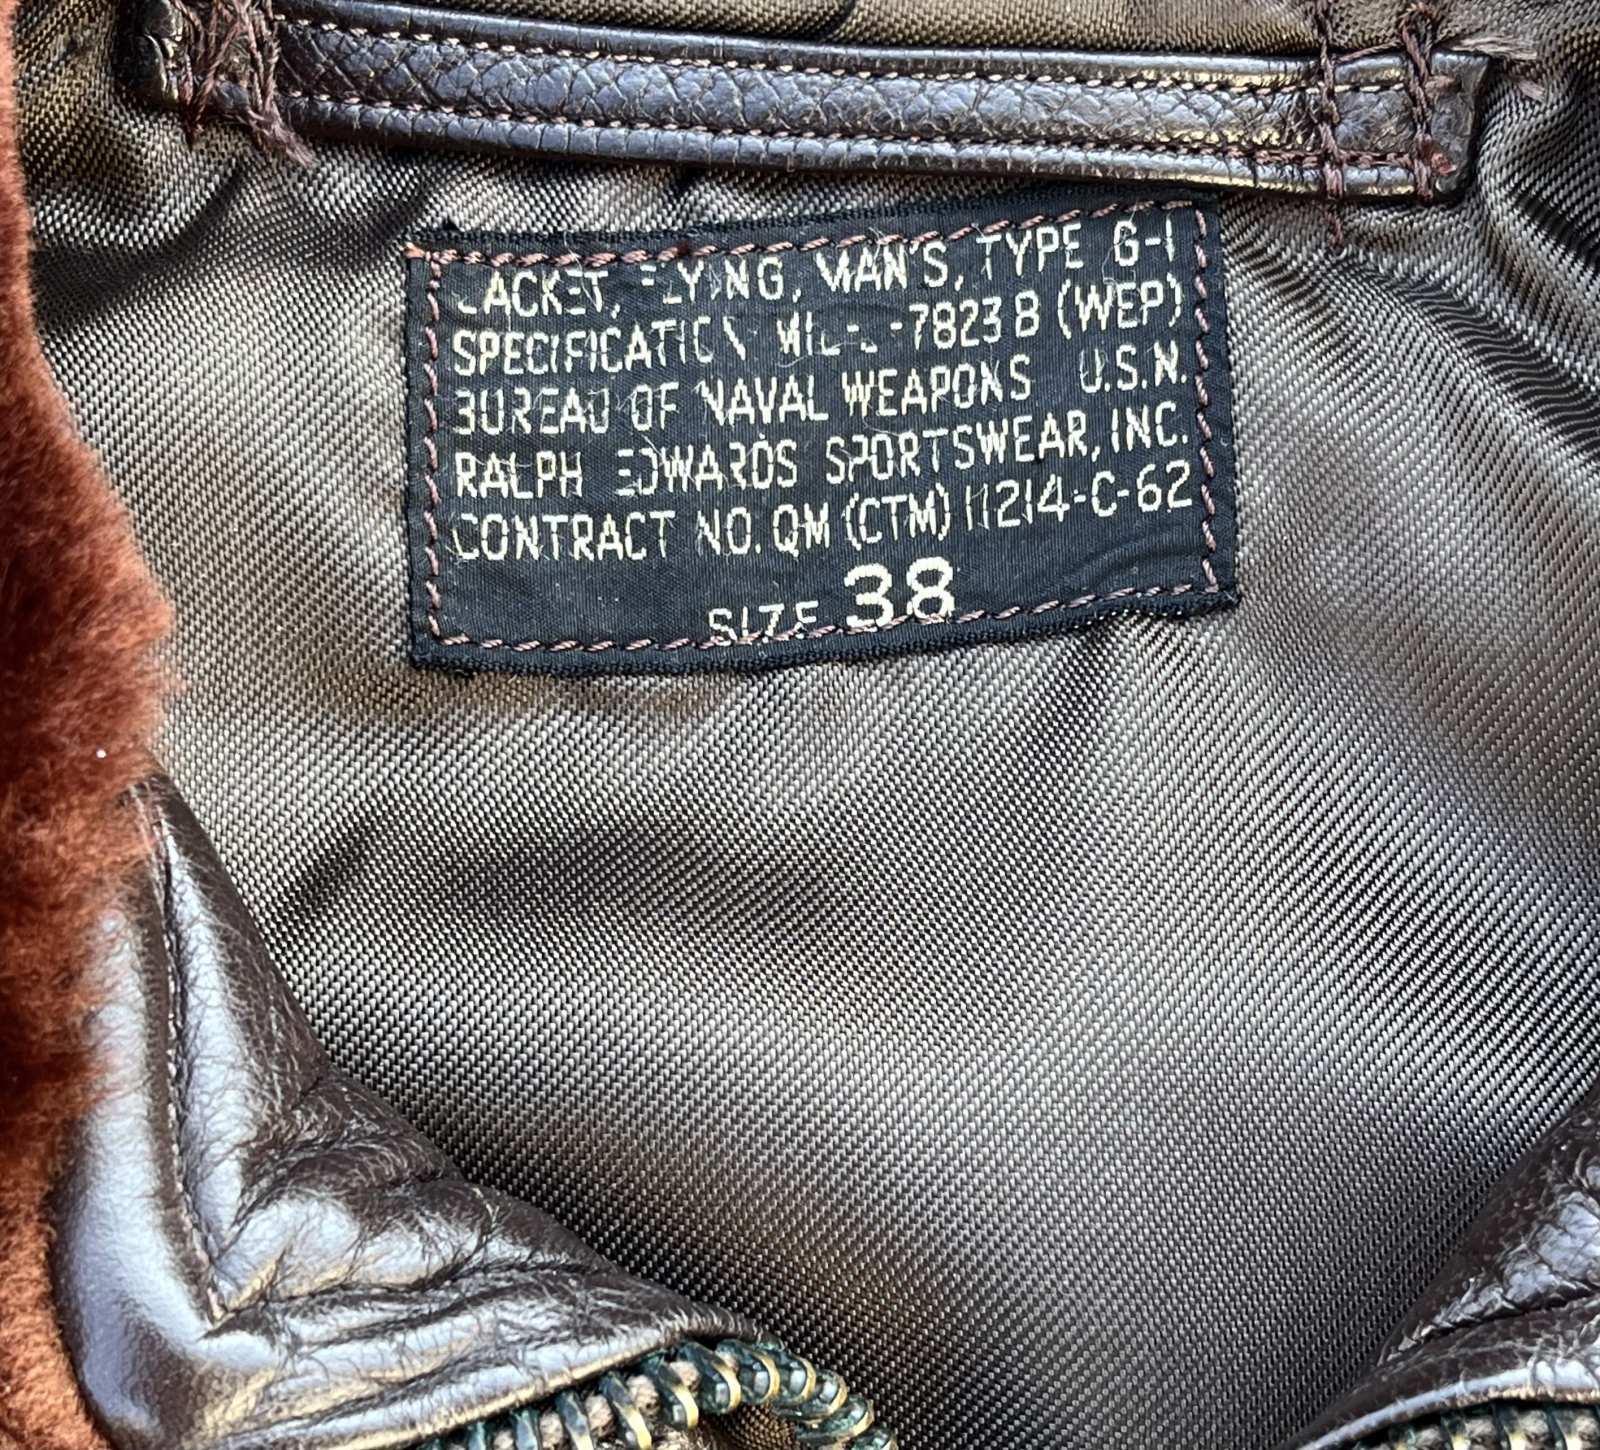 JACKET, FLYING, MAN'S, TYPE G-1
SPECIFICATION MIL-J-7823B (WEP)
BUREAU OF NAVAL WEAPONS U.S.N.
RALPH EDWARDS SPORTSWEAR, INC.
CONTRACT NO. QM (CTM) 11214-C-62
SIZE 38